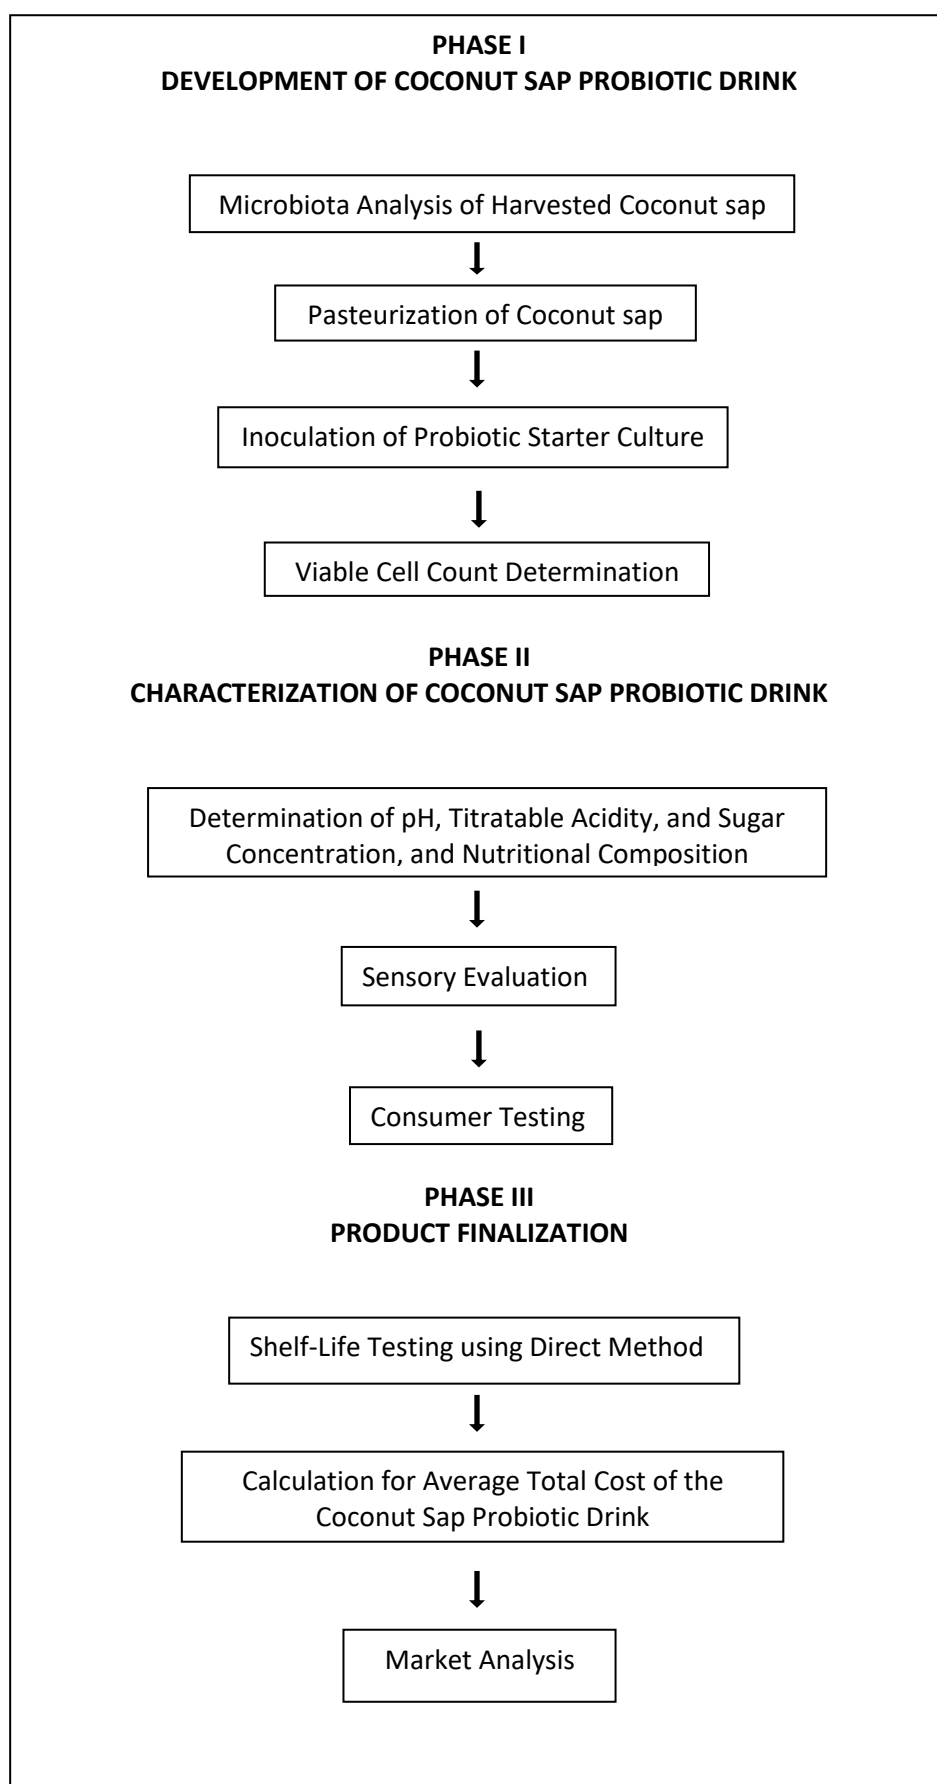 PHASE I
DEVELOPMENT OF COCONUT SAP PROBIOTIC DRINK
Microbiota Analysis of Harvested Coconut sap
Pasteurization of Coconut sap
Inoculation of Probiotic Starter Culture
Viable Cell Count Determination
PHASE II
CHARACTERIZATION OF COCONUT SAP PROBIOTIC DRINK
Determination of pH, Titratable Acidity, and Sugar
Concentration, and Nutritional Composition
Sensory Evaluation
Consumer Testing
PHASE III
PRODUCT FINALIZATION
Shelf-Life Testing using Direct Method
Calculation for Average Total Cost of the
Coconut Sap Probiotic Drink
Market Analysis